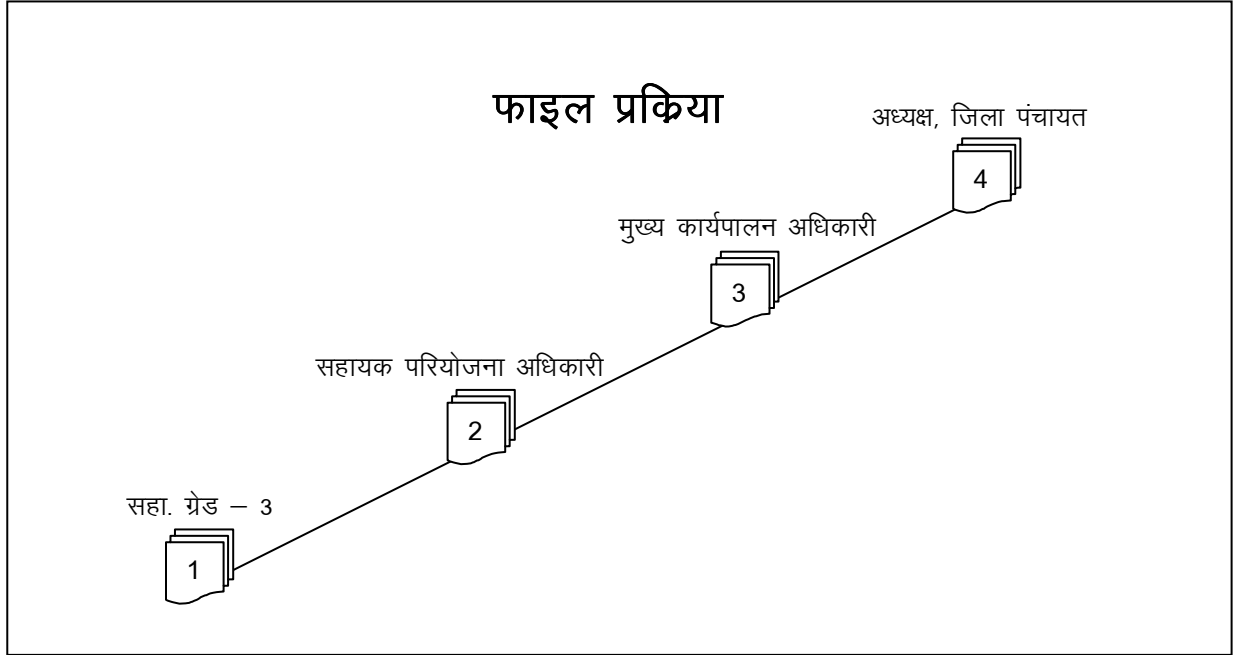 फाइल प्रक्रिया
अध्यक्ष, जिला पंचायत
4
मुख्य कार्यपालन अधिकारी
3
सहायक परियोजना अधिकारी
2
सहा. ग्रेड – 3
1